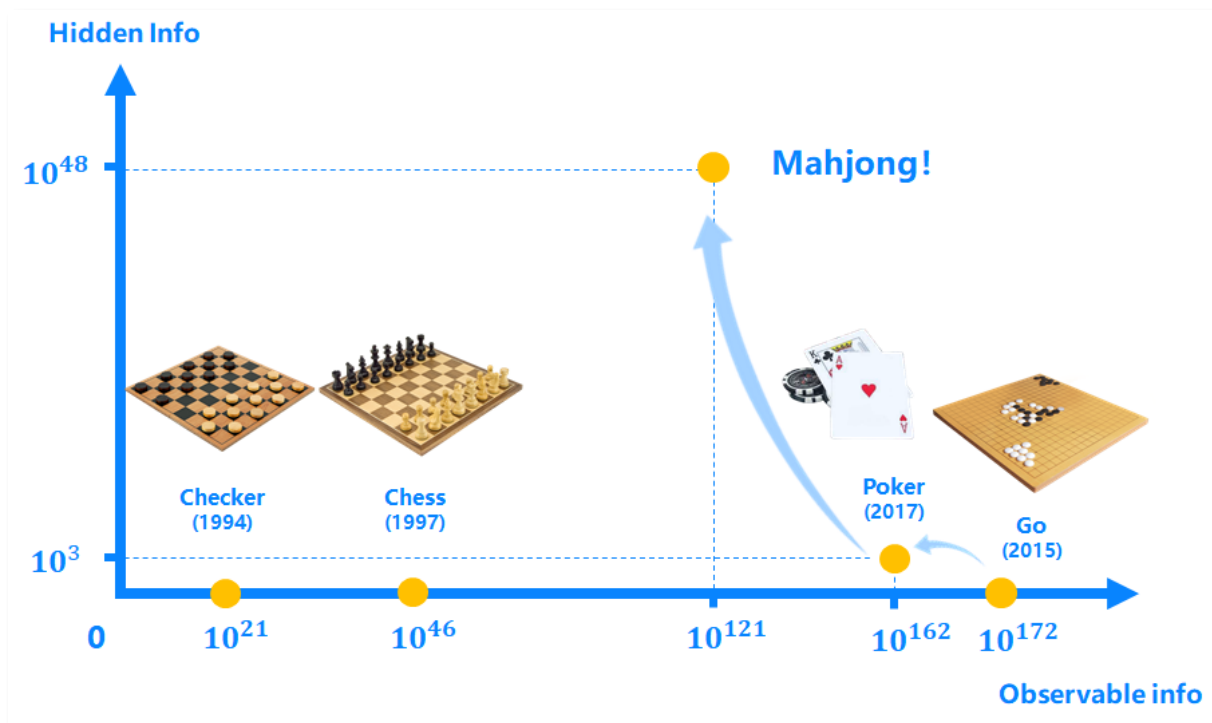 Hidden Info
10^48
Mahjong!
Checker
(1994)
Chess
(1997)
Poker
(2017)
Go
(2015)
10^3
0
10^21
10^46
10^121
10^162
10^172
Observable info
K
A
A